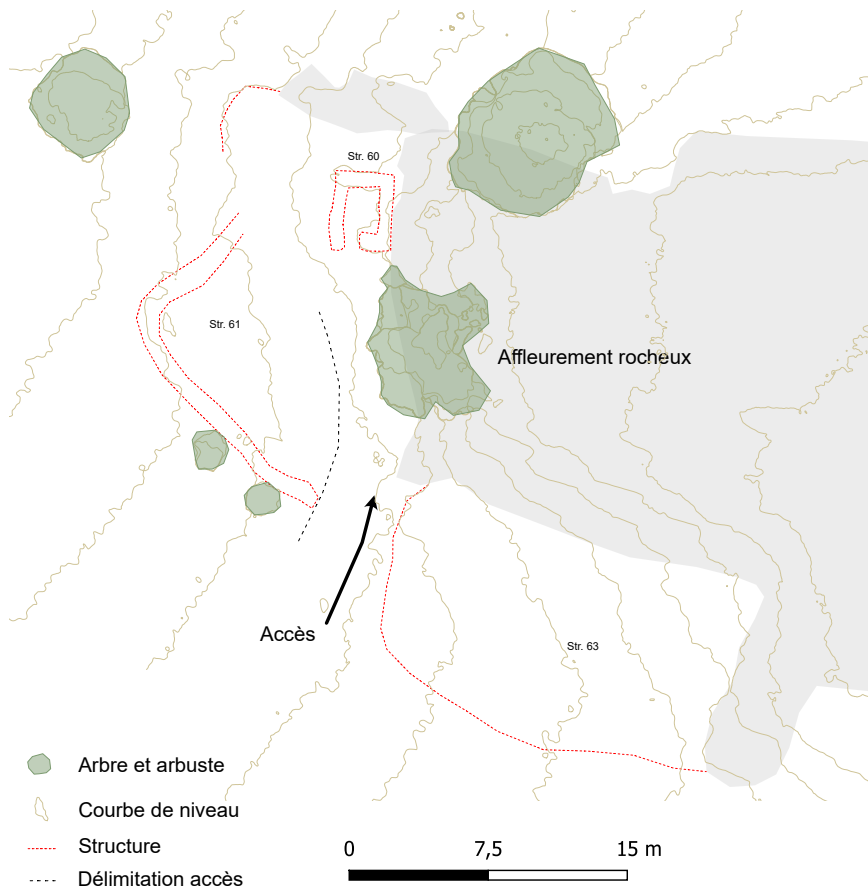 Str. 60
Str. 61
Affleurement rocheux
Accès
Str. 63
Arbre et arbuste
Courbe de niveau
Structure
Délimitation accès
0 7,5 15 m